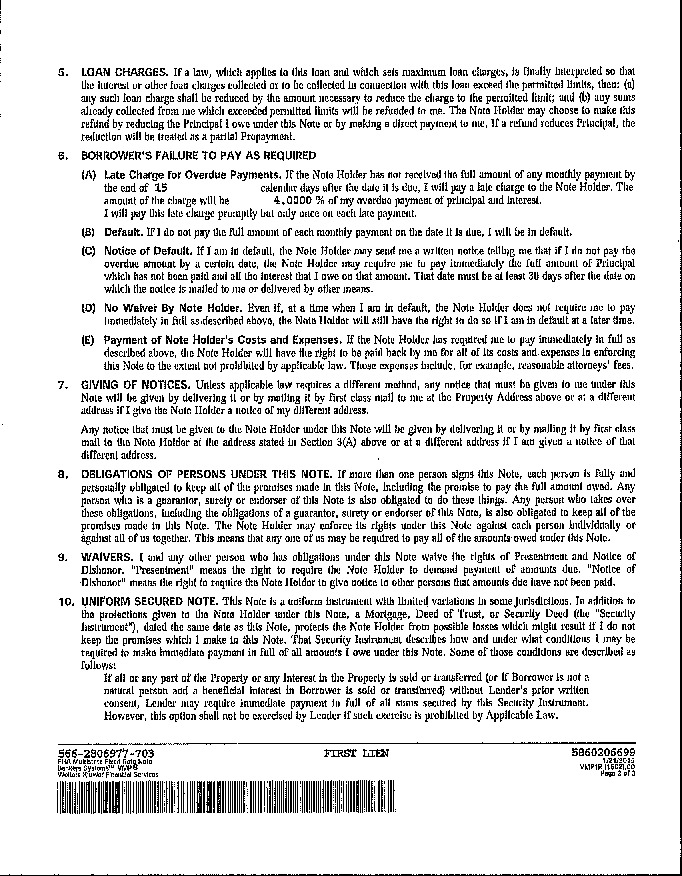 5. LOAN CHARGES. If a law, which applies to this loan and which sets maximum loan charges, is finally interpreted so that
the interest or other loan charges collected or to be collected in connection with this loan exceed the permitted limits, then: (a)
any such loan charge shall be reduced by the amount necessary to reduce the charge to the permitted limit; and (b) any sums
already collected from me which exceeded permitted limits will be refunded to me. The Note Holder may choose to make this
refund by reducing the Principal I owe under this Note or by making a direct payment to me. If a refund reduces Principal, the
reduction will be treated as a partial Prepayment.
6. BORROWER'S FAILURE TO PAY AS REQUIRED
(A) Late Charge for Overdue Payments. If the Note Holder has not received the full amount of any monthly payment by
the end of 15 calendar days after the date it is due, I will pay a late charge to the Note Holder. The
amount of the charge will be 4.0000 % of my overdue payment of principal and interest.
I will pay this late charge promptly but only once on each late payment.
(B) Default. If I do not pay the full amount of each monthly payment on the date it is due, I will be in default.
(C) Notice of Default. If I am in default, the Note Holder may send me a written notice telling me that if I do not pay the
overdue amount by a certain date, the Note Holder may require me to pay immediately the full amount of Principal
which has not been paid and all the interest that I owe on that amount. That date must be at least 30 days after the date on
which the notice is mailed to me or delivered by other means.
(D) No Waiver By Note Holder. Even if, at a time when I am in default, the Note Holder does not require me to pay
immediately in full as described above, the Note Holder will still have the right to do so if I am in default at a later time.
(E) Payment of Note Holder's Costs and Expenses. If the Note Holder has required me to pay immediately in full as
described above, the Note Holder will have the right to be paid back by me for all of its costs and expenses in enforcing
this Note to the extent not prohibited by applicable law. Those expenses include, for example, reasonable attorneys' fees.
7. GIVING OF NOTICES. Unless applicable law requires a different method, any notice that must be given to me under this
Note will be given by delivering it or by mailing it by first class mail to me at the Property Address above or at a different
address if I give the Note Holder a notice of my different address.
Any notice that must be given to the Note Holder under this Note will be given by delivering it or by mailing it by first class
mail to the Note Holder at the address stated in Section 3(A) above or at a different address if I am given a notice of that
different address.
8. OBLIGATIONS OF PERSONS UNDER THIS NOTE. If more than one person signs this Note, each person is fully and
personally obligated to keep all of the promises made in this Note, including the promise to pay the full amount owed. Any
person who is a guarantor, surety or endorser of this Note is also obligated to do these things. Any person who takes over
these obligations, including the obligations of a guarantor, surety or endorser of this Note, is also obligated to keep all of the
promises made in this Note. The Note Holder may enforce its rights under this Note against each person individually or
against all of us together. This means that any one of us may be required to pay all of the amounts owed under this Note.
9. WAIVERS. I and any other person who has obligations under this Note waive the rights of Presentment and Notice of
Dishonor. "Presentment" means the right to require the Note Holder to demand payment of amounts due. "Notice of
Dishonor" means the right to require the Note Holder to give notice to other persons that amounts due have not been paid.
10. UNIFORM SECURED NOTE. This Note is a uniform instrument with limited variations in some jurisdictions. In addition to
the protections given to the Note Holder under this Note, a Mortgage, Deed of Trust, or Security Deed (the "Security
Instrument"), dated the same date as this Note, protects the Note Holder from possible losses which might result if I do not
keep the promises which I make in this Note. That Security Instrument describes how and under what conditions I may be
required to make immediate payment in full of all amounts I owe under this Note. Some of those conditions are described as
follows:
If all or any part of the Property or any Interest in the Property is sold or transferred (or if Borrower is not a
natural person and a beneficial interest in Borrower is sold or transferred) without Lender's prior written
consent, Lender may require immediate payment in full of all sums secured by this Security Instrument.
However, this option shall not be exercised by Lender if such exercise is prohibited by Applicable Law.
566-2806977-703 FIRST LIEN 5860206699
FHA Multistate Fixed Rate Note
Bankers Systems™ VMP®
Wolters Kluwer Financial Services
1/21/2015
VMP1R (1502).00
Page 2 of 3